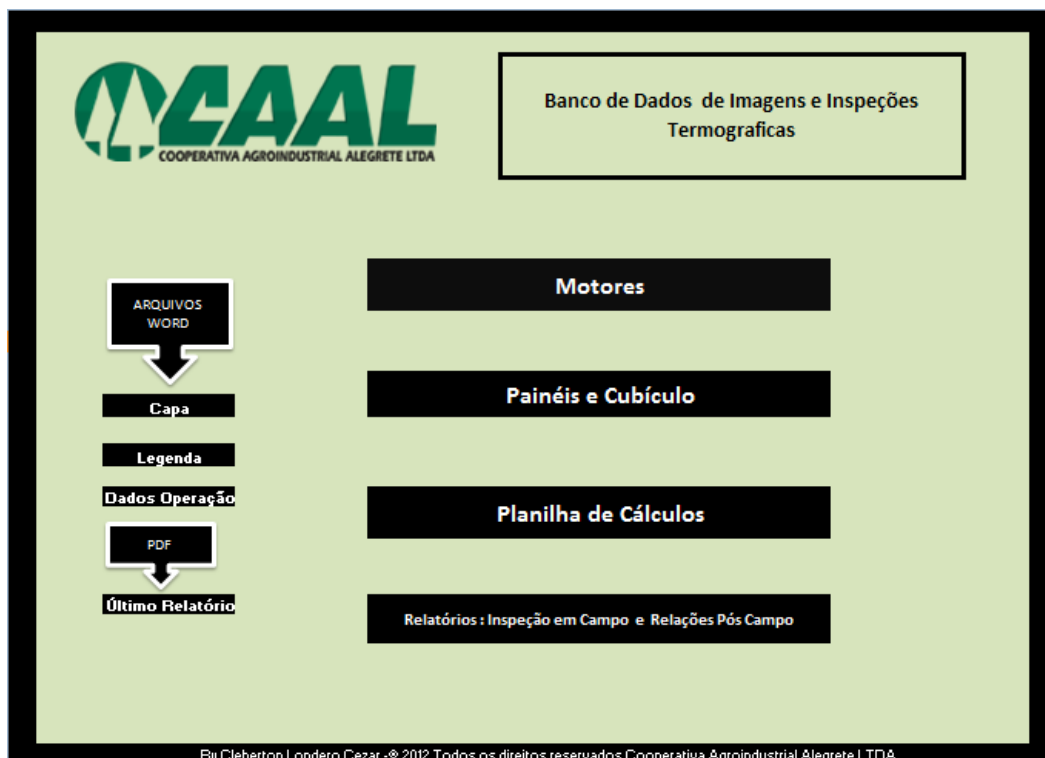 CAAL
COOPERATIVA AGROINDUSTRIAL ALEGRETE LTDA
Banco de Dados de Imagens e Inspeções
Termograficas
Motores
Painéis e Cubículo
Planilha de Cálculos
Relatórios : Inspeção em Campo e Relações Pós Campo
ARQUIVOS
WORD
Capa
Legenda
Dados Operação
PDF
Último Relatório
By Cleberton Londero Cezar -® 2012 Todos os direitos reservados Cooperativa Agroindustrial Alegrete LTDA